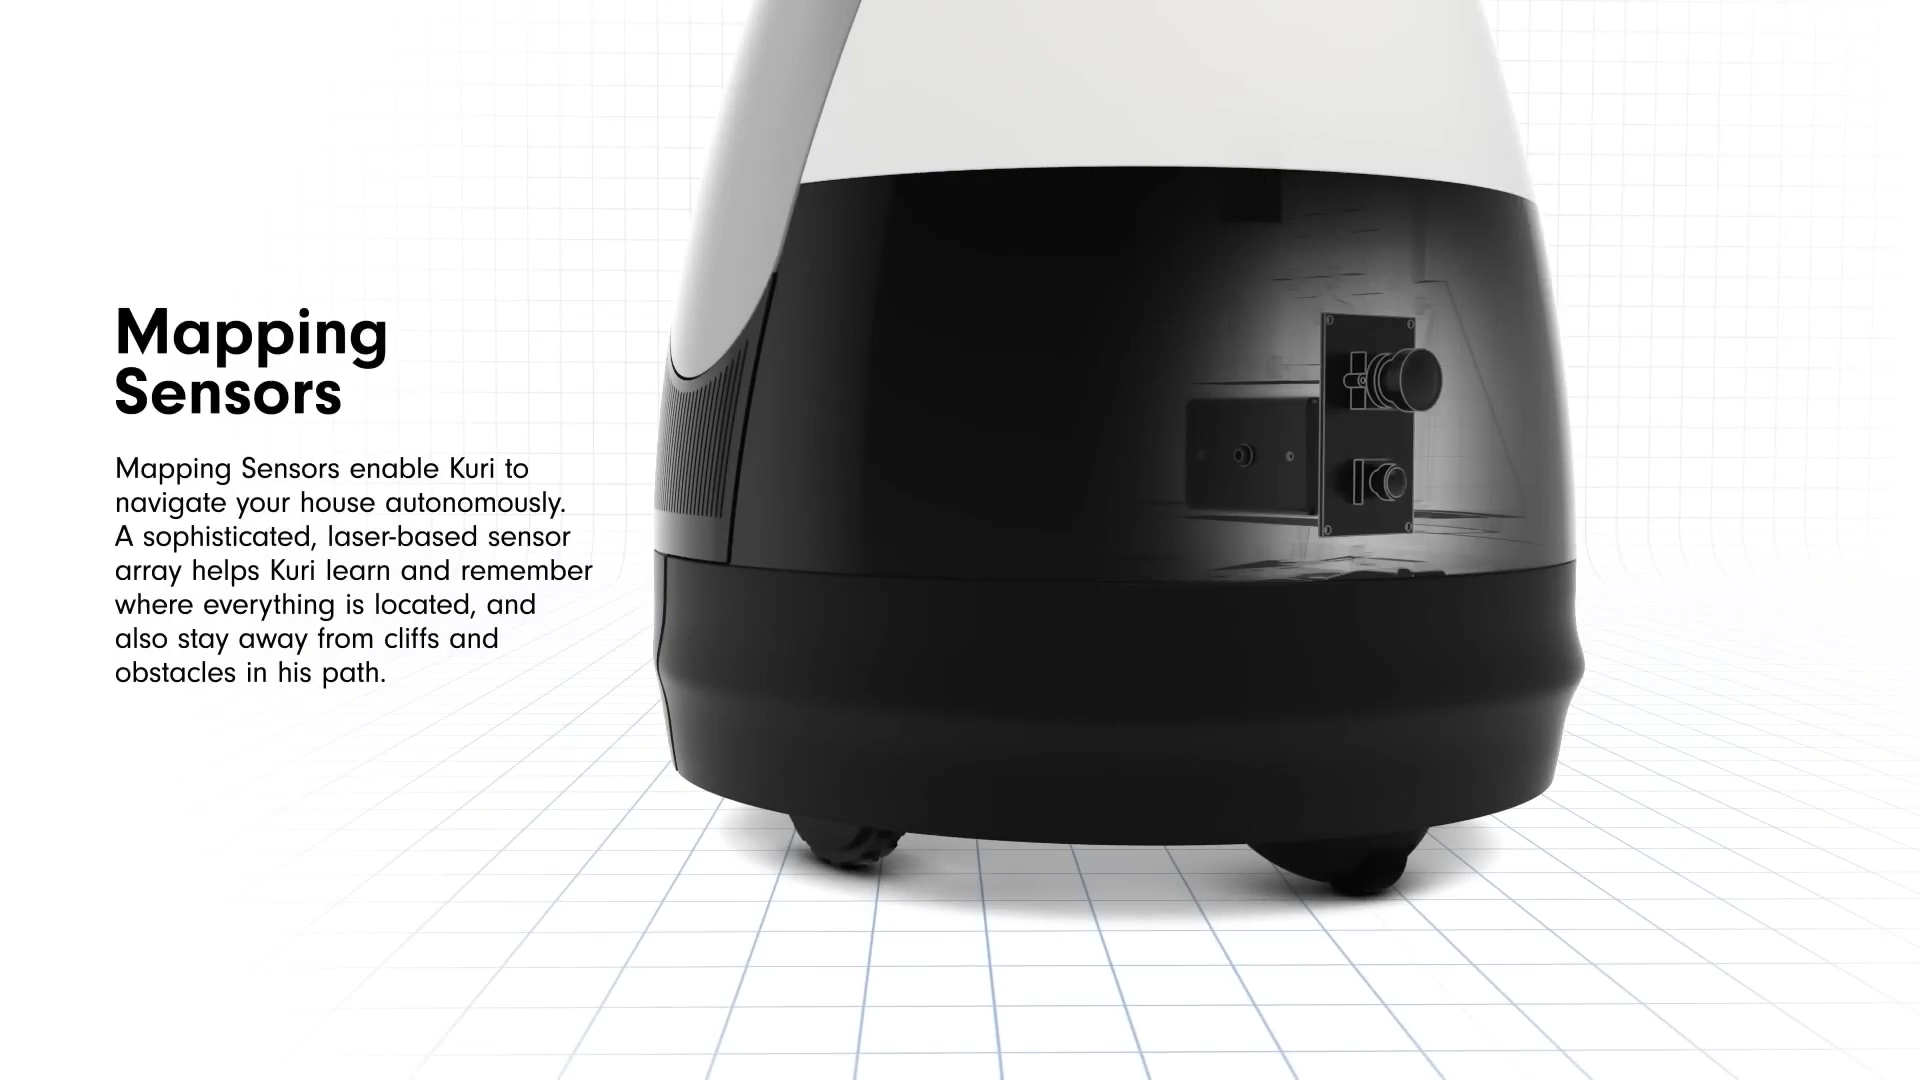 Mapping
Sensors
Mapping Sensors enable Kuri to
navigate your house autonomously.
A sophisticated, laser-based sensor
array helps Kuri learn and remember
where everything is located, and
also stay away from cliffs and
obstacles in his path.